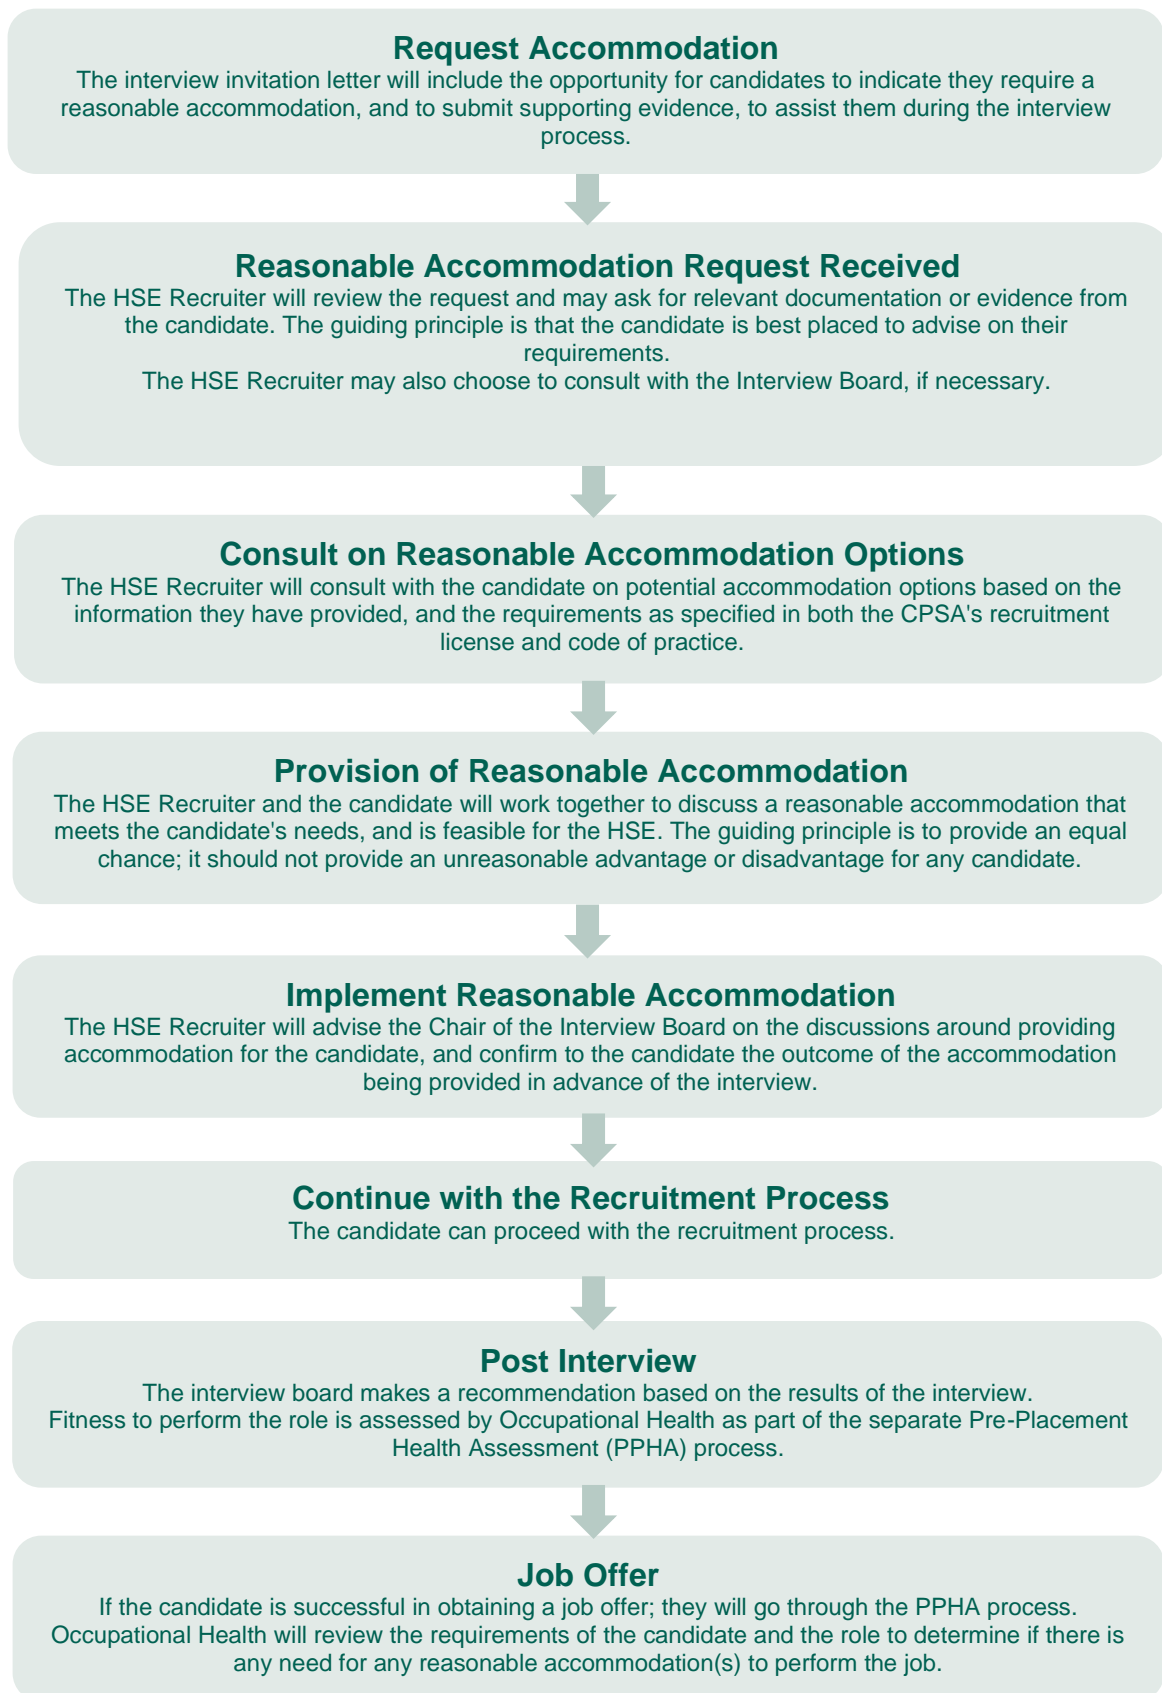 Request Accommodation
The interview invitation letter will include the opportunity for candidates to indicate they require a
reasonable accommodation, and to submit supporting evidence, to assist them during the interview
process.
Reasonable Accommodation Request Received
The HSE Recruiter will review the request and may ask for relevant documentation or evidence from
the candidate. The guiding principle is that the candidate is best placed to advise on their
requirements.
The HSE Recruiter may also choose to consult with the Interview Board, if necessary.
Consult on Reasonable Accommodation Options
The HSE Recruiter will consult with the candidate on potential accommodation options based on the
information they have provided, and the requirements as specified in both the CPSA's recruitment
license and code of practice.
Provision of Reasonable Accommodation
The HSE Recruiter and the candidate will work together to discuss a reasonable accommodation that
meets the candidate's needs, and is feasible for the HSE. The guiding principle is to provide an equal
chance; it should not provide an unreasonable advantage or disadvantage for any candidate.
Implement Reasonable Accommodation
The HSE Recruiter will advise the Chair of the Interview Board on the discussions around providing
accommodation for the candidate, and confirm to the candidate the outcome of the accommodation
being provided in advance of the interview.
Continue with the Recruitment Process
The candidate can proceed with the recruitment process.
Post Interview
The interview board makes a recommendation based on the results of the interview.
Fitness to perform the role is assessed by Occupational Health as part of the separate Pre-Placement
Health Assessment (PPHA) process.
Job Offer
If the candidate is successful in obtaining a job offer; they will go through the PPHA process.
Occupational Health will review the requirements of the candidate and the role to determine if there is
any need for any reasonable accommodation(s) to perform the job.